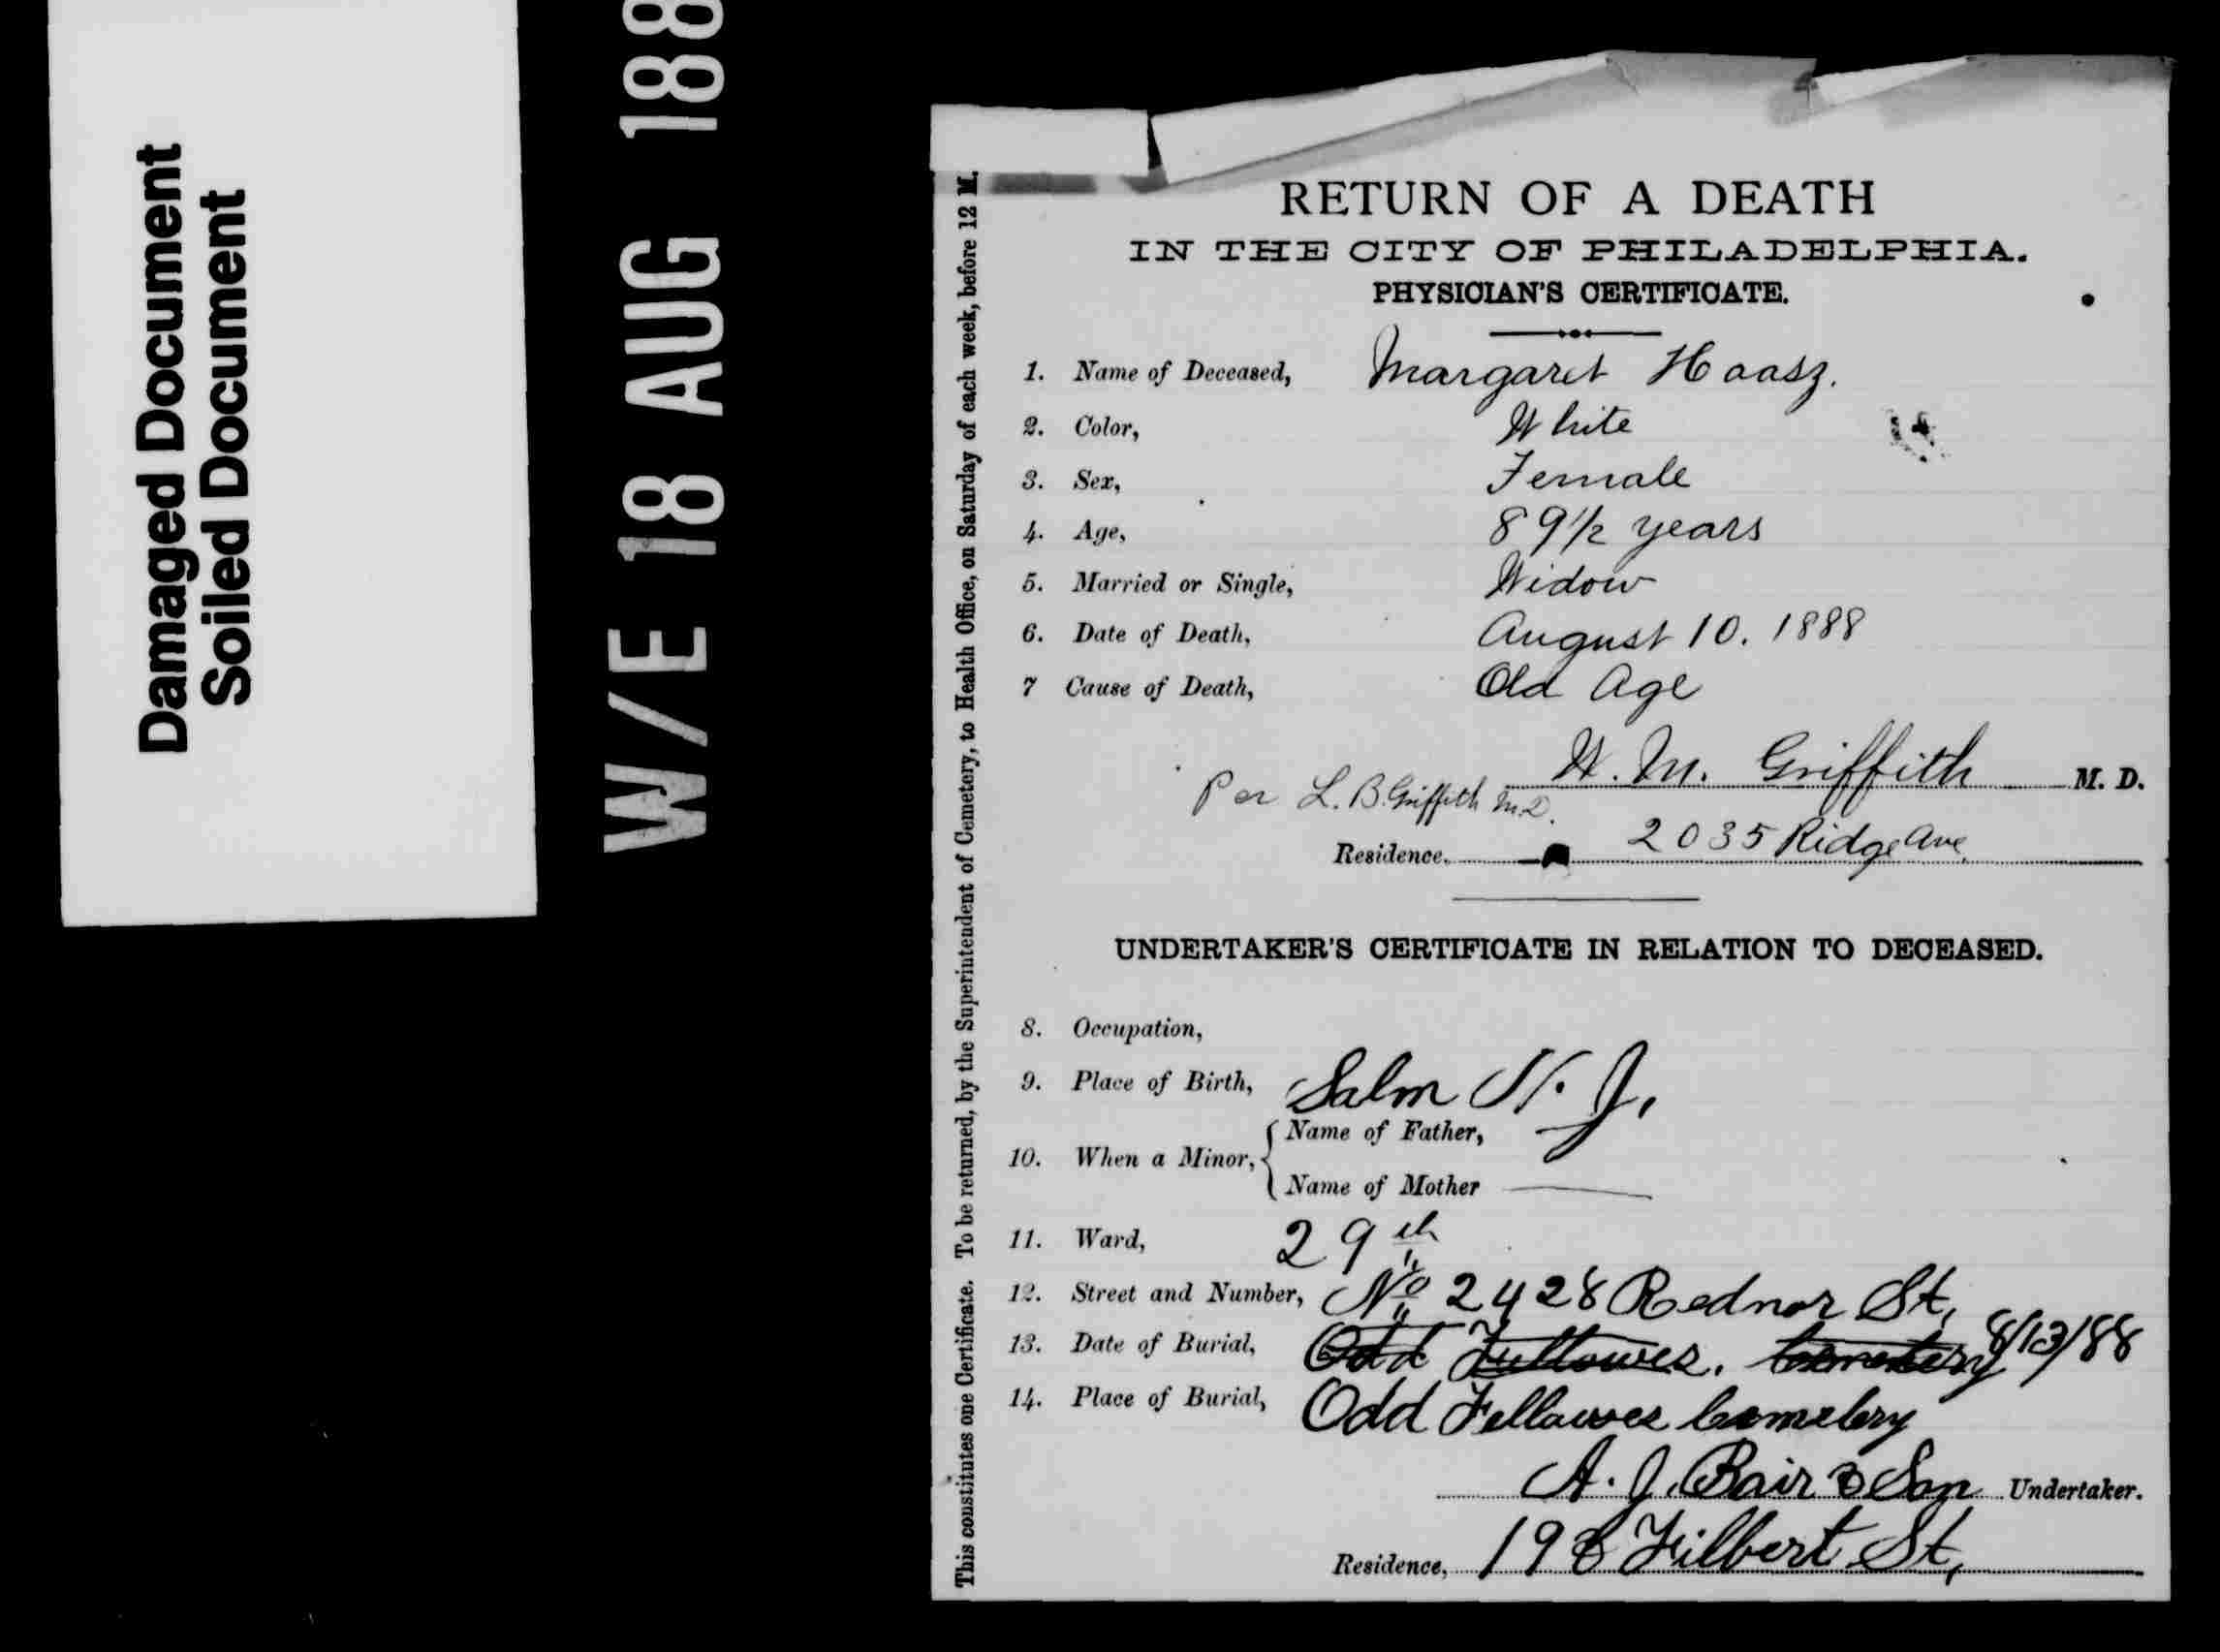 Damaged Document
Soiled Document
W/E 18 AUG 188
This constitutes one Certificate. To be returned, by the Superintendent of Cemetery, to Health Office, on Saturday of each week, before 12 M.
RETURN OF A DEATH
IN THE CITY OF PHILADELPHIA.
PHYSICIAN'S CERTIFICATE.
1. Name of Deceased, Margaret Haasz.
2. Color, White
3. Sex, Female
4. Age, 89 1/2 years
5. Married or Single, Widow
6. Date of Death, August 10. 1888
7 Cause of Death, Old Age
W. M. Griffith M. D.
Per L. B. Griffith M.D.
Residence, 2035 Ridge Ave.
UNDERTAKER'S CERTIFICATE IN RELATION TO DECEASED.
8. Occupation,
9. Place of Birth, Salm N. J.
10. When a Minor, Name of Father,
Name of Mother
11. Ward, 29th
12. Street and Number, No 2428 Rednor St,
13. Date of Burial, Odd Fellowes. Cemetery 8/13/88
14. Place of Burial, Odd Fellowes Cemetery
A. J. Bair & Son Undertaker.
Residence, Filbert St,